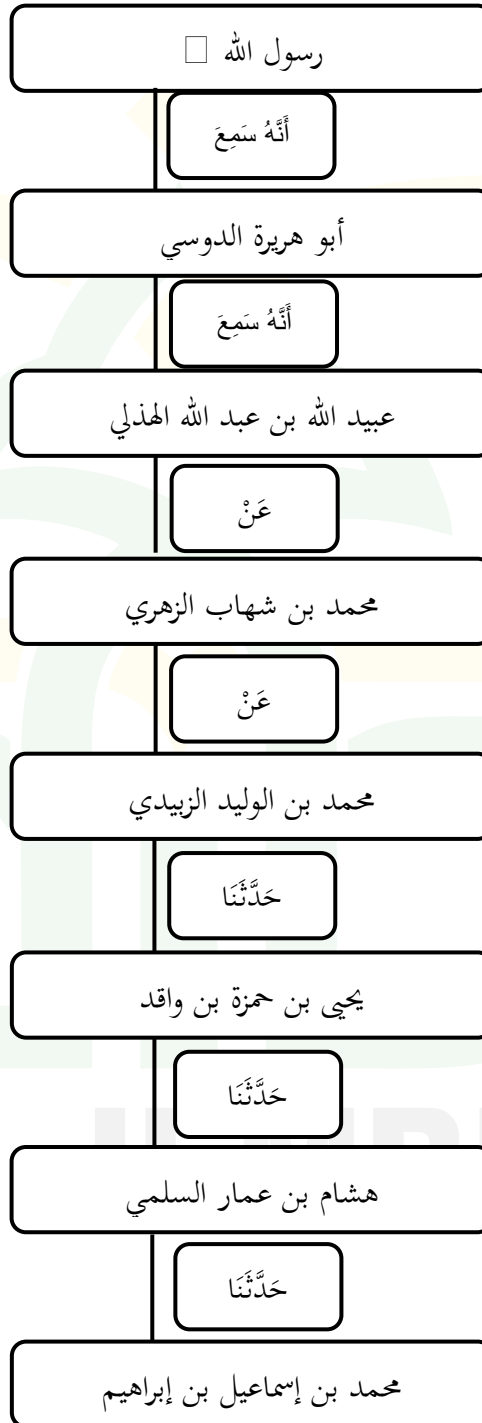 رسول الله □
أَنَّهُ سَمِعَ
أبو هريرة الدوسي
أَنَّهُ سَمِعَ
عبيد الله بن عبد الله الهذلي
عَنْ
محمد بن شهاب الزهري
عَنْ
محمد بن الوليد الزبيدي
حَدَّثَنَا
يحيى بن حمزة بن واقد
حَدَّثَنَا
هشام بن عمار السلمي
حَدَّثَنَا
محمد بن إسماعيل بن إبراهيم